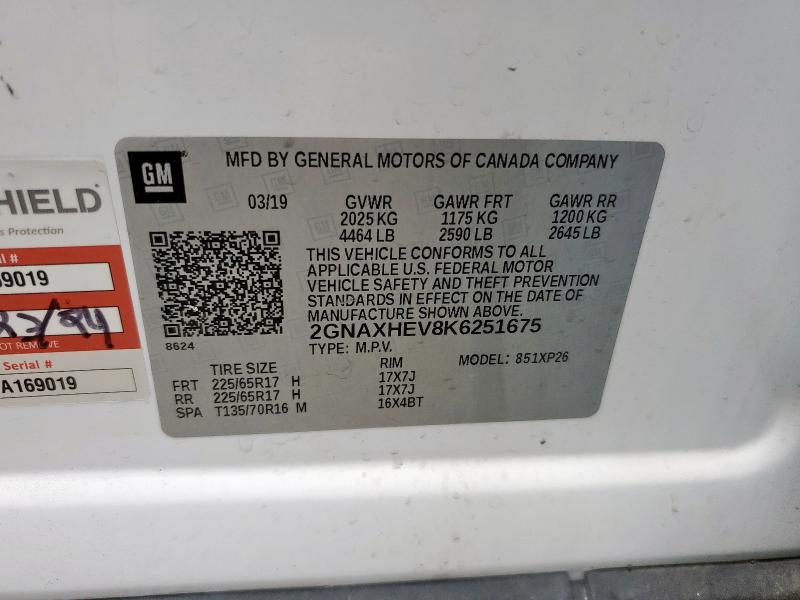 GM
MFD BY GENERAL MOTORS OF CANADA COMPANY
03/19 GVWR GAWR FRT GAWR RR
2025 KG 1175 KG 1200 KG
4464 LB 2590 LB 2645 LB
THIS VEHICLE CONFORMS TO ALL
APPLICABLE U.S. FEDERAL MOTOR
VEHICLE SAFETY AND THEFT PREVENTION
STANDARDS IN EFFECT ON THE DATE OF
MANUFACTURE SHOWN ABOVE.
2GNAXHEV8K6251675
8624
TYPE: M.P.V. MODEL: 851XP26
TIRE SIZE RIM
FRT 225/65R17 H 17X7J
RR 225/65R17 H 17X7J
SPA T135/70R16 M 16X4BT
HIELD
s Protection
al #
69019
OT REMOVE
Serial #
A169019